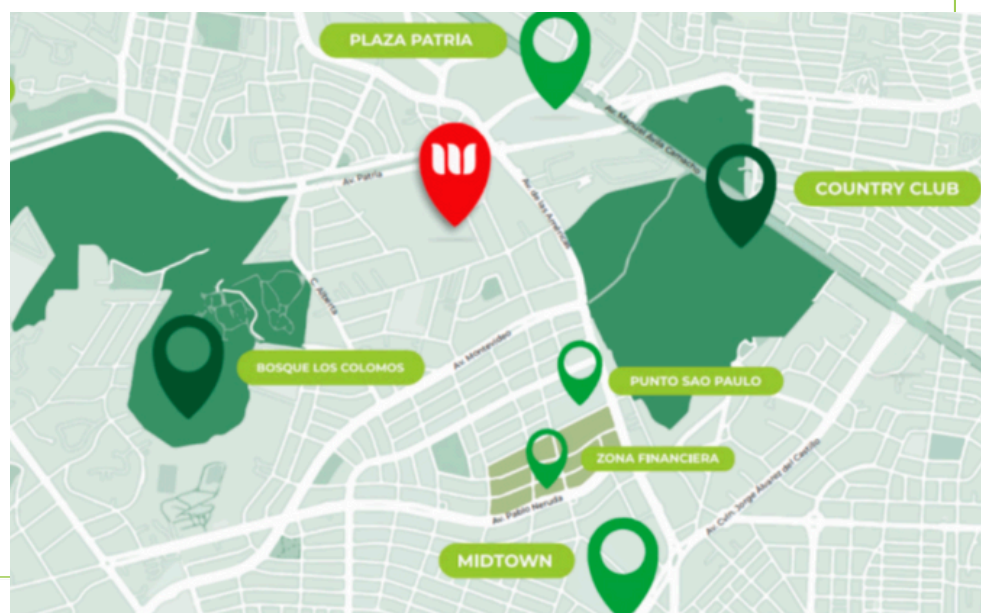 PLAZA PATRIA
Av. Manuel Ávila Camacho
Av. Patria
COUNTRY CLUB
Av. de las Américas
C. Alberta
Av. Montevideo
BOSQUE LOS COLOMOS
PUNTO SAO PAULO
ZONA FINANCIERA
Av. Pablo Neruda
Av. Cvln. Jorge Álvarez del Castillo
MIDTOWN